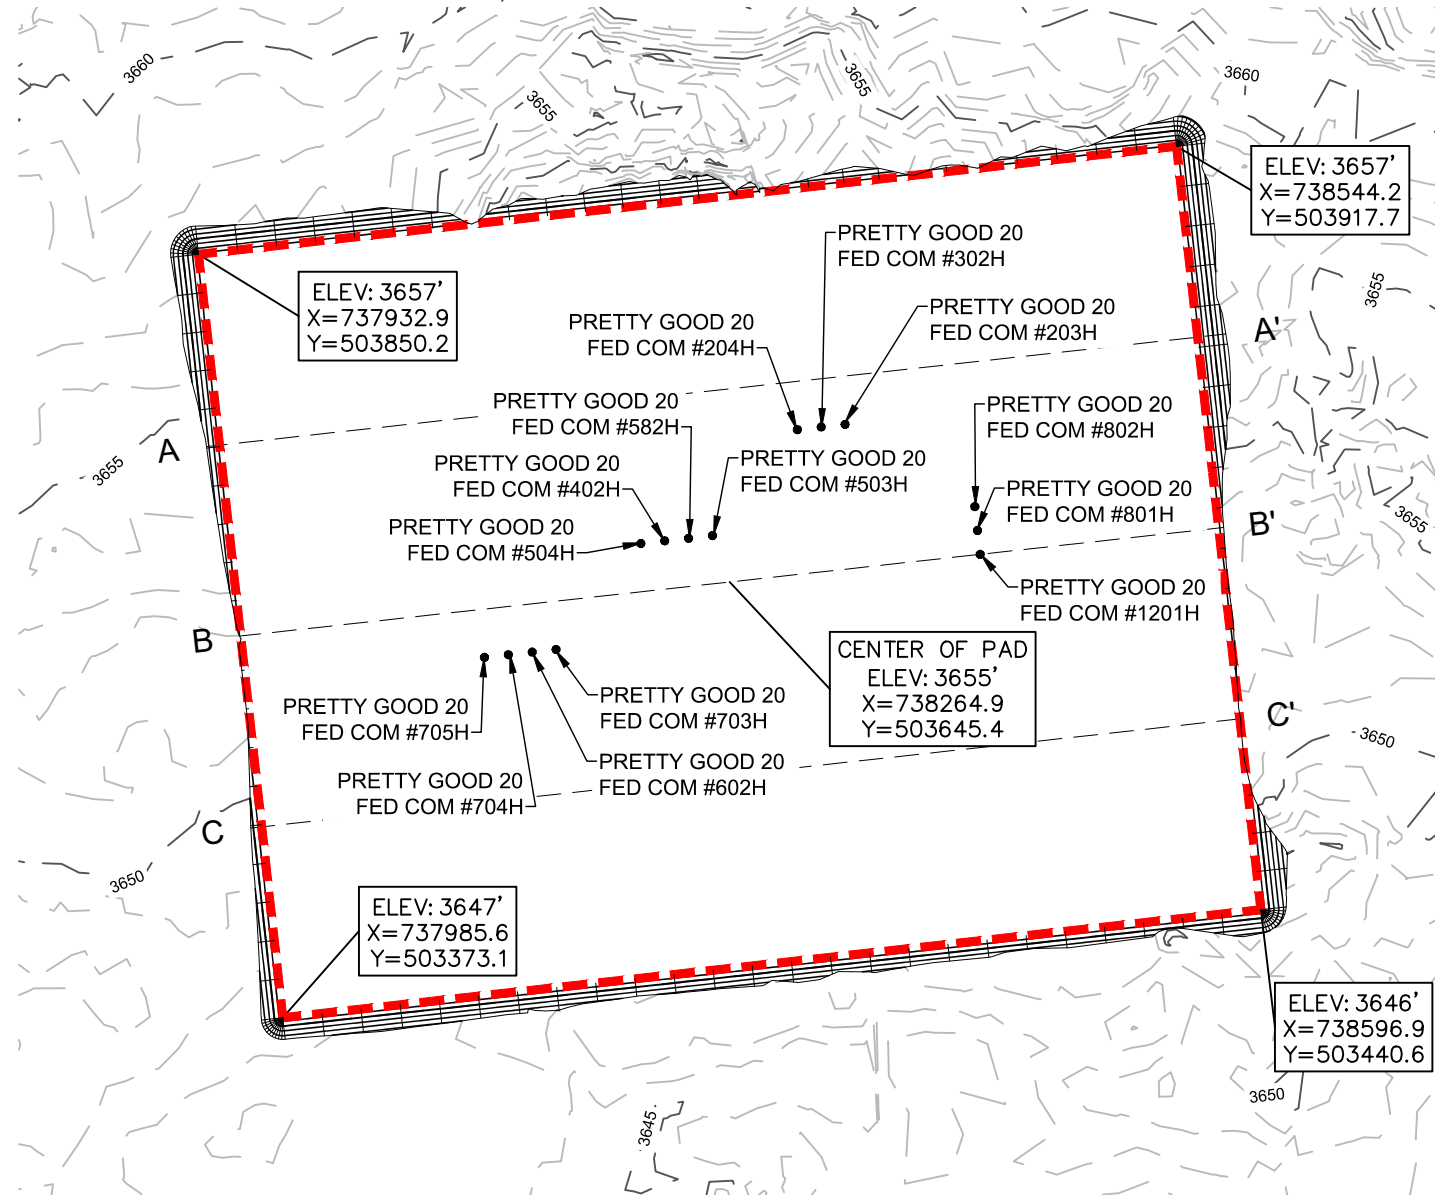 3660
3655
3655
3660
ELEV: 3657'
X=738544.2
Y=503917.7
PRETTY GOOD 20
FED COM #302H
ELEV: 3657'
X=737932.9
Y=503850.2
3655
PRETTY GOOD 20
FED COM #204H
PRETTY GOOD 20
FED COM #203H
A'
PRETTY GOOD 20
FED COM #582H
PRETTY GOOD 20
FED COM #802H
A
3655
PRETTY GOOD 20
FED COM #402H
PRETTY GOOD 20
FED COM #503H
PRETTY GOOD 20
FED COM #801H
3655
B'
PRETTY GOOD 20
FED COM #504H
PRETTY GOOD 20
FED COM #1201H
B
CENTER OF PAD
ELEV: 3655'
X=738264.9
Y=503645.4
PRETTY GOOD 20
FED COM #703H
PRETTY GOOD 20
FED COM #705H
C'
3650
PRETTY GOOD 20
FED COM #602H
PRETTY GOOD 20
FED COM #704H
C
3650
ELEV: 3647'
X=737985.6
Y=503373.1
ELEV: 3646'
X=738596.9
Y=503440.6
3650
3645